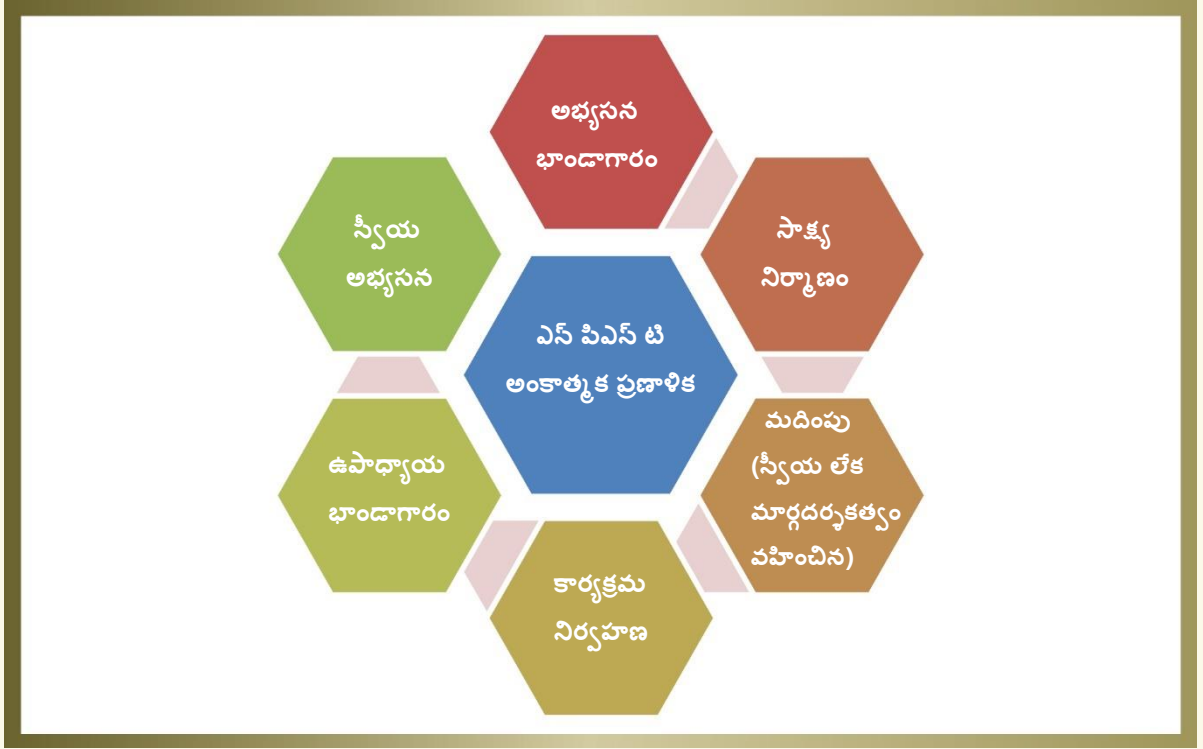 అభ్యసన
భాండాగారం
స్వీయ
అభ్యసన
సాక్ష్య
నిర్మాణం
ఎస్ పిఎస్ టి
అంకాత్మక ప్రణాళిక
మదింపు
(స్వీయ లేక
మార్గదర్శకత్వం
వహించిన)
ఉపాధ్యాయ
భాండాగారం
కార్యక్రమ
నిర్వహణ